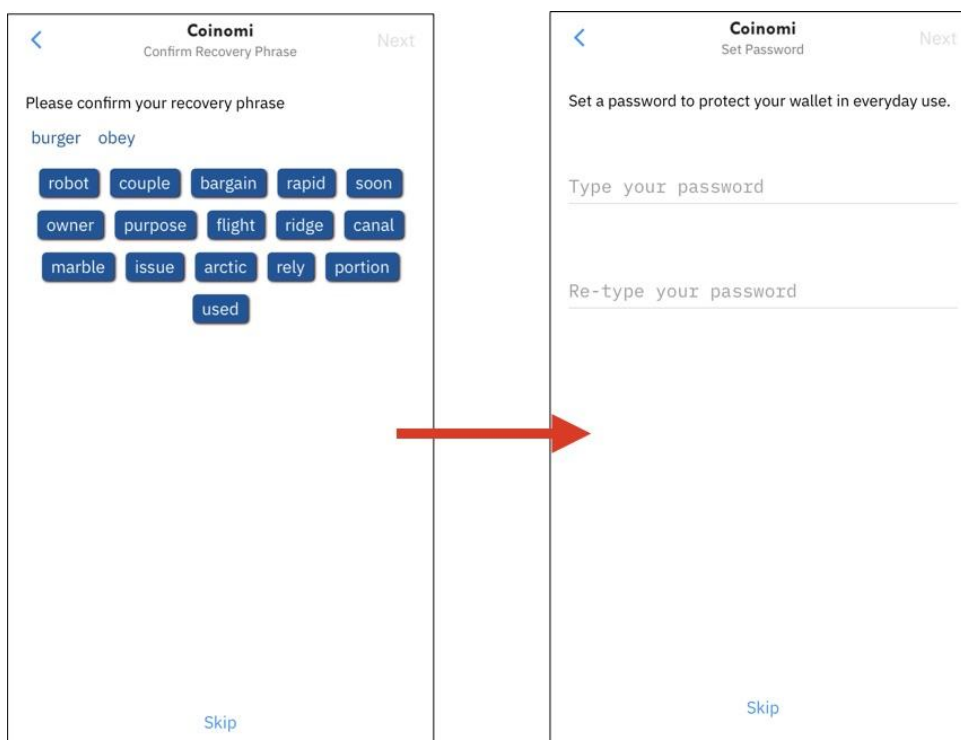 Coinomi
Confirm Recovery Phrase
Next
Please confirm your recovery phrase
burger obey
robot couple bargain rapid soon
owner purpose flight ridge canal
marble issue arctic rely portion
used
Skip
Coinomi
Set Password
Next
Set a password to protect your wallet in everyday use.
Type your password
Re-type your password
Skip